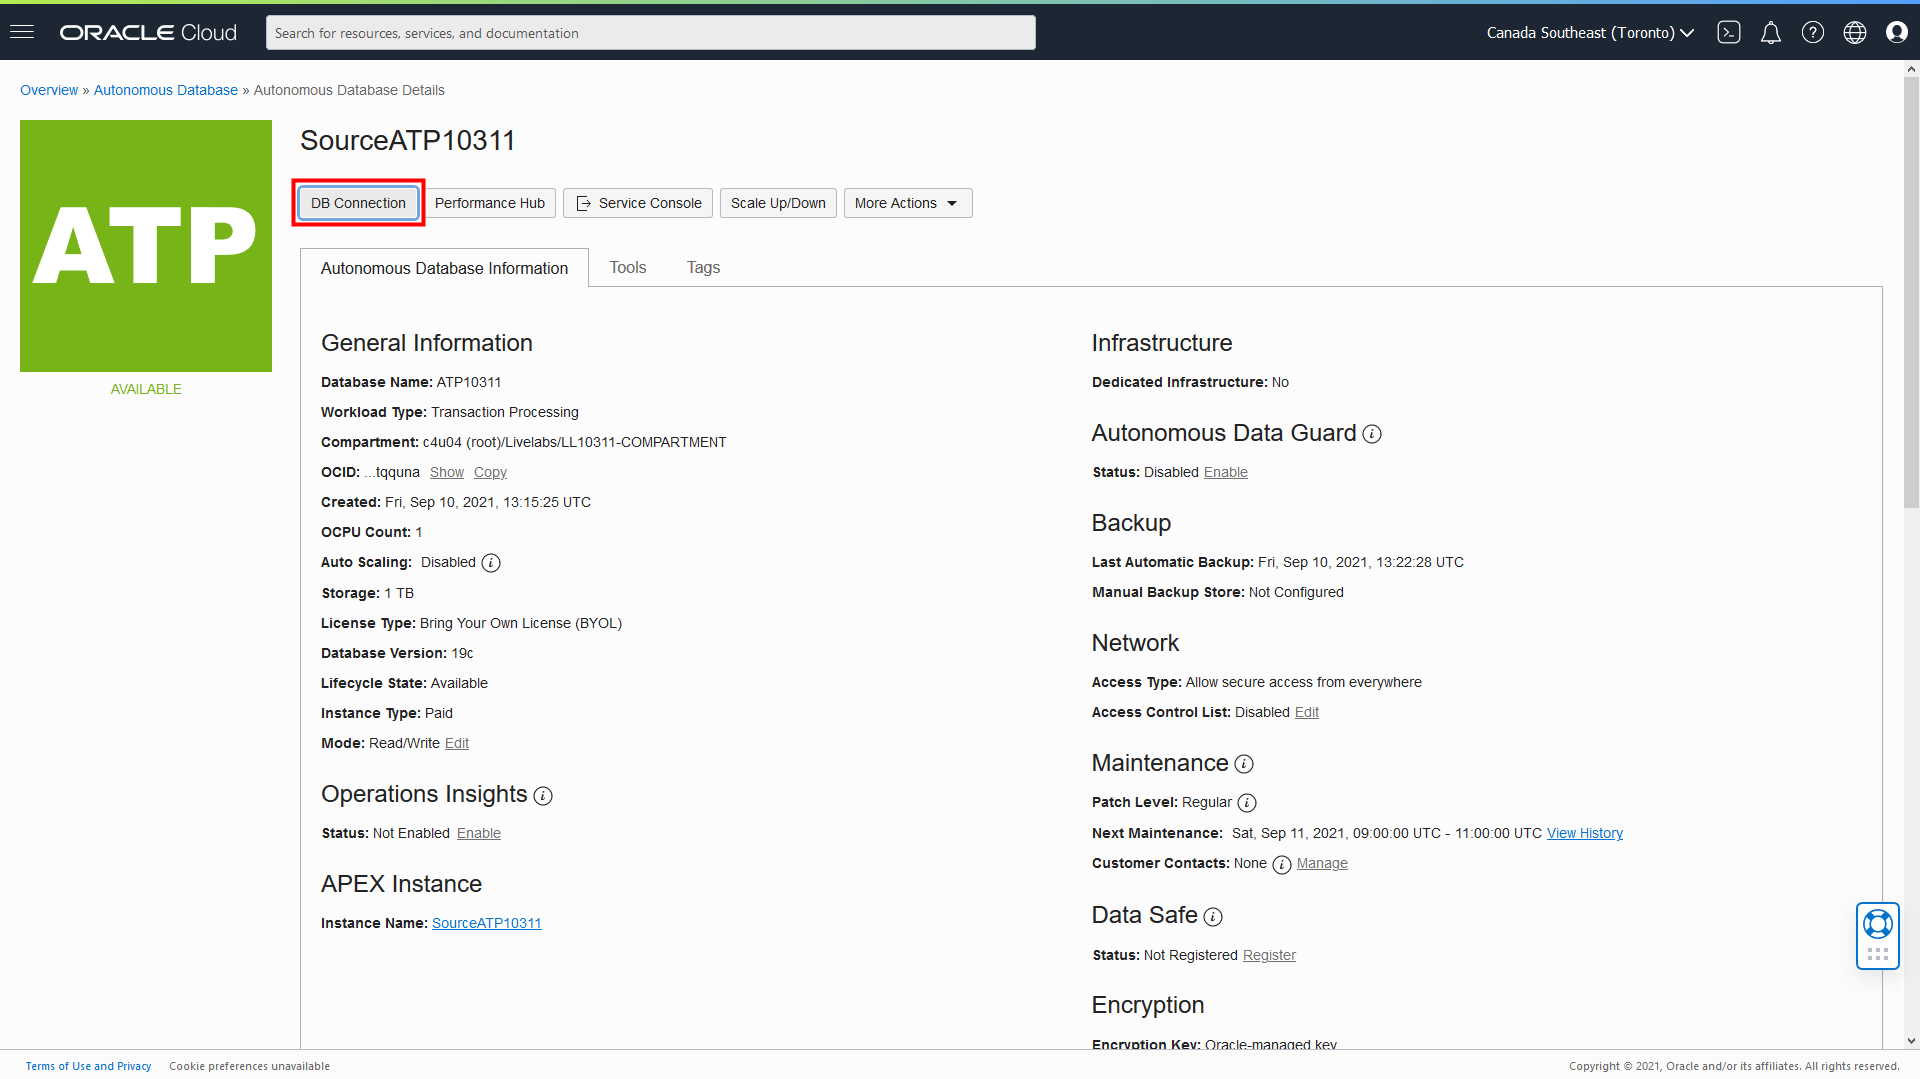 ORACLE Cloud
Search for resources, services, and documentation
Canada Southeast (Toronto)
Overview » Autonomous Database » Autonomous Database Details
ATP
AVAILABLE
SourceATP10311
DB Connection
Performance Hub
Service Console
Scale Up/Down
More Actions
Autonomous Database Information
Tools
Tags
General Information
Database Name: ATP10311
Workload Type: Transaction Processing
Compartment: c4u04 (root)/Livelabs/LL10311-COMPARTMENT
OCID: ...tqquna Show Copy
Created: Fri, Sep 10, 2021, 13:15:25 UTC
OCPU Count: 1
Auto Scaling: Disabled
Storage: 1 TB
License Type: Bring Your Own License (BYOL)
Database Version: 19c
Lifecycle State: Available
Instance Type: Paid
Mode: Read/Write Edit
Operations Insights
Status: Not Enabled Enable
APEX Instance
Instance Name: SourceATP10311
Infrastructure
Dedicated Infrastructure: No
Autonomous Data Guard
Status: Disabled Enable
Backup
Last Automatic Backup: Fri, Sep 10, 2021, 13:22:28 UTC
Manual Backup Store: Not Configured
Network
Access Type: Allow secure access from everywhere
Access Control List: Disabled Edit
Maintenance
Patch Level: Regular
Next Maintenance: Sat, Sep 11, 2021, 09:00:00 UTC - 11:00:00 UTC View History
Customer Contacts: None Manage
Data Safe
Status: Not Registered Register
Encryption
Encryption Key: Oracle-managed key
Terms of Use and Privacy
Cookie preferences unavailable
Copyright © 2021, Oracle and/or its affiliates. All rights reserved.